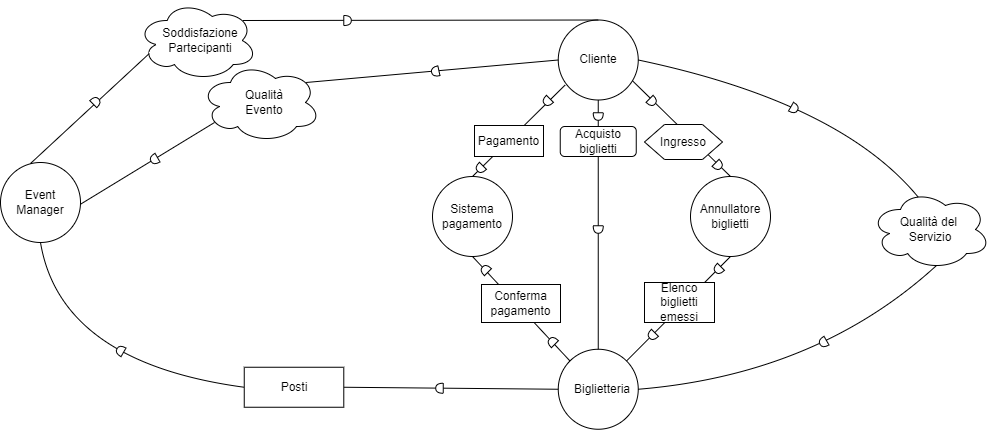 Soddisfazione
Partecipanti
Cliente
Qualità
Evento
Pagamento
Acquisto
biglietti
Ingresso
Event
Manager
Sistema
pagamento
Annullatore
biglietti
Qualità del
Servizio
Conferma
pagamento
Elenco
biglietti
emessi
Posti
Biglietteria